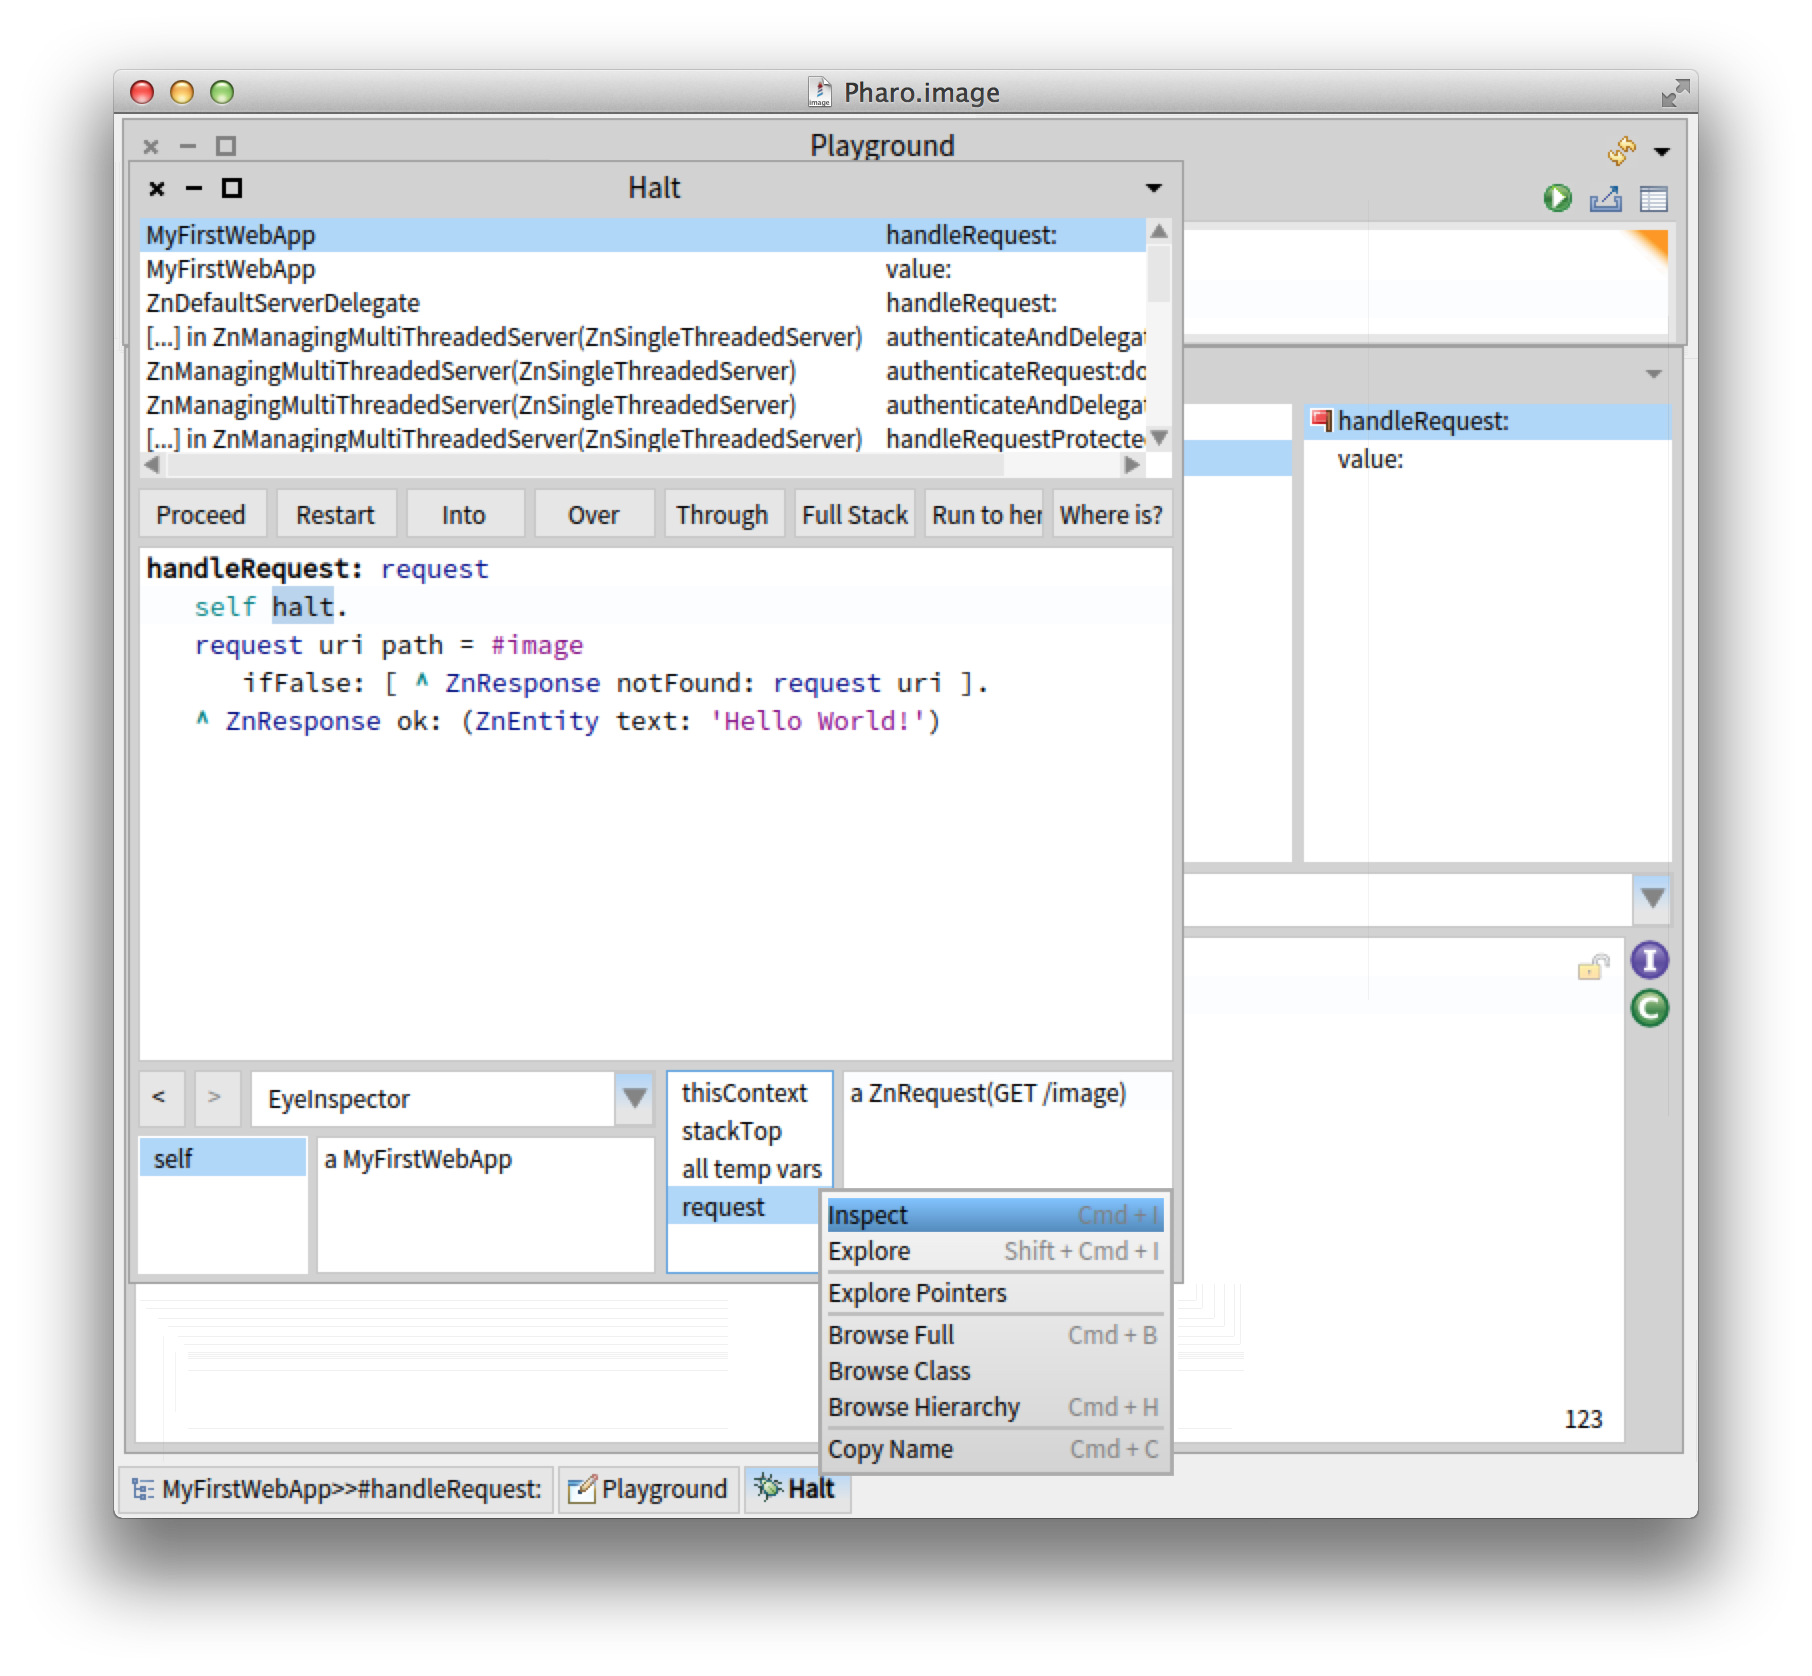 Pharo.image
Playground
Halt
MyFirstWebApp handleRequest:
MyFirstWebApp value:
ZnDefaultServerDelegate handleRequest:
[...] in ZnManagingMultiThreadedServer(ZnSingleThreadedServer) authenticateAndDelegat
ZnManagingMultiThreadedServer(ZnSingleThreadedServer) authenticateRequest:do
ZnManagingMultiThreadedServer(ZnSingleThreadedServer) authenticateAndDelegat
[...] in ZnManagingMultiThreadedServer(ZnSingleThreadedServer) handleRequestProtecte
handleRequest:
value:
Proceed Restart Into Over Through Full Stack Run to her Where is?
handleRequest: request
self halt.
request uri path = #image
ifFalse: [ ^ ZnResponse notFound: request uri ].
^ ZnResponse ok: (ZnEntity text: 'Hello World!')
I
C
< > EyeInspector
self
a MyFirstWebApp
thisContext
stackTop
all temp vars
request
a ZnRequest(GET /image)
Inspect Cmd + I
Explore Shift + Cmd + I
Explore Pointers
Browse Full Cmd + B
Browse Class
Browse Hierarchy Cmd + H
Copy Name Cmd + C
123
MyFirstWebApp>>#handleRequest: Playground Halt